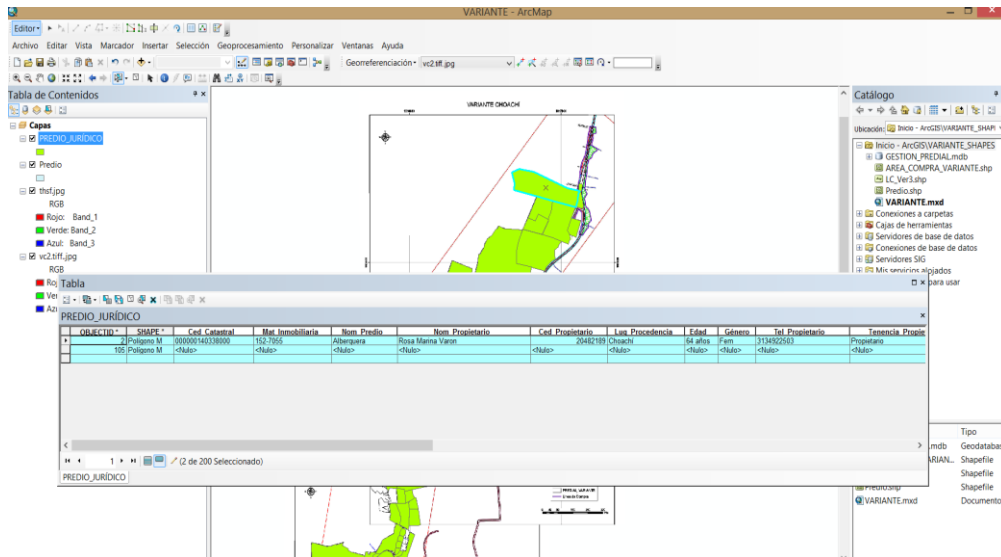 VARIANTE - ArcMap
Editor
Archivo Editar Vista Marcador Insertar Selección Geoprocesamiento Personalizar Ventanas Ayuda
Georreferenciación vc2.tiff.jpg
Tabla de Contenidos
Capas
PREDIO_JURÍDICO
Predio
thsf.jpg
RGB
Rojo: Band_1
Verde: Band_2
Azul: Band_3
vc2.tiff.jpg
RGB
Roj
Ver
Azu
VARIANTE CHOACHÍ
Catálogo
Ubicación: Inicio - ArcGIS\VARIANTE_SHAPI
Inicio - ArcGIS\VARIANTE_SHAPES
GESTION_PREDIAL.mdb
AREA_COMPRA_VARIANTE.shp
LC_Ver3.shp
Predio.shp
VARIANTE.mxd
Conexiones a carpetas
Cajas de herramientas
Servidores de base de datos
Conexiones de base de datos
Servidores SIG
Mis servicios alojados
para usar
Tabla
PREDIO_JURÍDICO
OBJECTID * SHAPE * Ced_Catastral Mat_Inmobiliaria Nom_Predio Nom_Propietario Ced_Propietario Lug_Procedencia Edad Género Tel_Propietario Tenencia_Propie
2 Polígono M 000000140338000 152-7055 Alberquera Rosa Marina Varon 20482189 Choachí 64 años Fem 3134922503 Propietario
105 Polígono M <Nulo> <Nulo> <Nulo> <Nulo> <Nulo> <Nulo> <Nulo> <Nulo> <Nulo> <Nulo>
1 (2 de 200 Seleccionado)
PREDIO_JURÍDICO
Tipo
.mdb Geodatabas
ARIAN... Shapefile
Shapefile
Predio.shp Shapefile
VARIANTE.mxd Documento